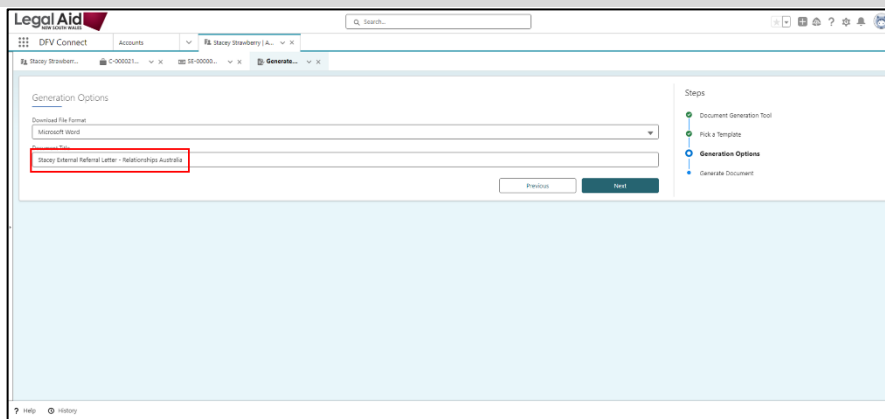 Legal Aid
NEW SOUTH WALES
Search...
DFV Connect
Accounts
Stacey Strawberry | A...
Stacey Strawberr...
C-000021...
SE-00000...
Generate...
Generation Options
Download File Format
Microsoft Word
Document Title
Stacey External Referral Letter - Relationships Australia
Previous
Next
Steps
Document Generation Tool
Pick a Template
Generation Options
Generate Document
? Help
History